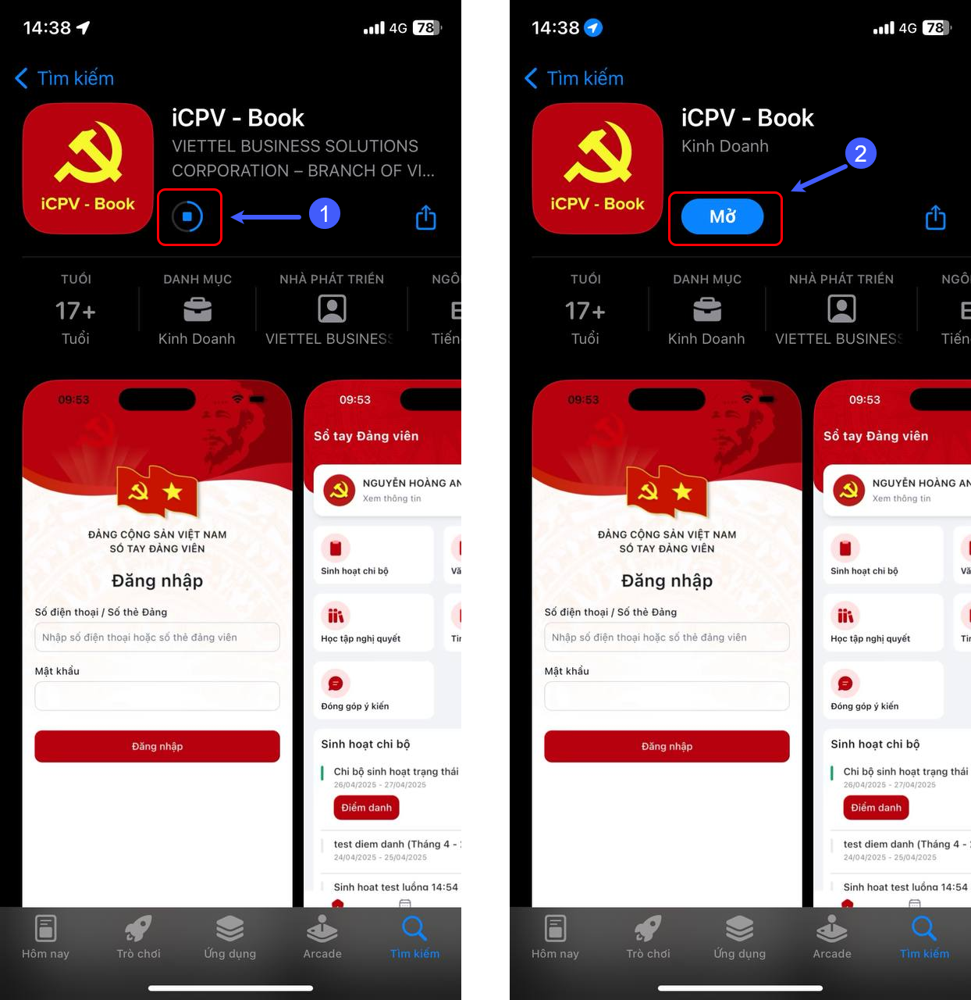 14:38
4G 78
Tìm kiếm
iCPV - Book
iCPV - Book
VIETTEL BUSINESS SOLUTIONS
CORPORATION – BRANCH OF VI...
1
TUỔI
17+
Tuổi
DANH MỤC
Kinh Doanh
NHÀ PHÁT TRIỂN
VIETTEL BUSINESS
NGÔ
E
Tiến
09:53
ĐẢNG CỘNG SẢN VIỆT NAM
SỔ TAY ĐẢNG VIÊN
Đăng nhập
Số điện thoại / Số thẻ Đảng
Nhập số điện thoại hoặc số thẻ đảng viên
Mật khẩu
Đăng nhập
09:53
Sổ tay Đảng viên
NGUYỄN HOÀNG AN
Xem thông tin
Sinh hoạt chi bộ
Vă
Học tập nghị quyết
Tin
Đóng góp ý kiến
Sinh hoạt chi bộ
Chi bộ sinh hoạt trạng thái
26/04/2025 - 27/04/2025
Điểm danh
test diem danh (Tháng 4 -
24/04/2025 - 25/04/2025
Sinh hoat test luồng 14:54
Hôm nay
Trò chơi
Ứng dụng
Arcade
Tìm kiếm
14:38
4G 78
Tìm kiếm
iCPV - Book
iCPV - Book
Kinh Doanh
2
Mở
TUỔI
17+
Tuổi
DANH MỤC
Kinh Doanh
NHÀ PHÁT TRIỂN
VIETTEL BUSINESS
NGÔ
E
Tiến
09:53
ĐẢNG CỘNG SẢN VIỆT NAM
SỔ TAY ĐẢNG VIÊN
Đăng nhập
Số điện thoại / Số thẻ Đảng
Nhập số điện thoại hoặc số thẻ đảng viên
Mật khẩu
Đăng nhập
09:53
Sổ tay Đảng viên
NGUYỄN HOÀNG AN
Xem thông tin
Sinh hoạt chi bộ
Vă
Học tập nghị quyết
Tin
Đóng góp ý kiến
Sinh hoạt chi bộ
Chi bộ sinh hoạt trạng thái
26/04/2025 - 27/04/2025
Điểm danh
test diem danh (Tháng 4 -
24/04/2025 - 25/04/2025
Sinh hoat test luồng 14:54
Hôm nay
Trò chơi
Ứng dụng
Arcade
Tìm kiếm